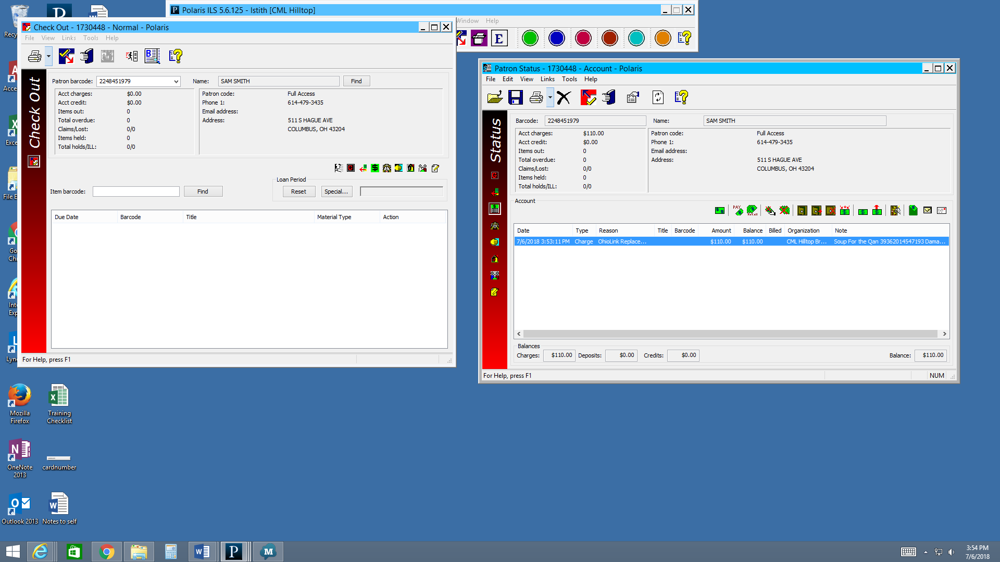 Polaris ILS 5.6.125 - lstith [CML Hilltop]
Window Help
E
Check Out - 1730448 - Normal - Polaris
File View Links Tools Help
Check Out
Patron barcode: 2248451979 Name: SAM SMITH Find
Acct charges: $0.00 Patron code: Full Access
Acct credit: $0.00 Phone 1: 614-479-3435
Items out: 0 Email address:
Total overdue: 0 Address: 511 S HAGUE AVE
Claims/Lost: 0/0 COLUMBUS, OH 43204
Items held: 0
Total holds/ILL: 0/0
Loan Period
Item barcode: Find Reset Special...
Due Date Barcode Title Material Type Action
For Help, press F1
Patron Status - 1730448 - Account - Polaris
File Edit View Links Tools Help
Status
Barcode: 2248451979 Name: SAM SMITH
Acct charges: $110.00 Patron code: Full Access
Acct credit: $0.00 Phone 1: 614-479-3435
Items out: 0 Email address:
Total overdue: 0 Address: 511 S HAGUE AVE
Claims/Lost: 0/0 COLUMBUS, OH 43204
Items held: 0
Total holds/ILL: 0/0
Account
Date Type Reason Title Barcode Amount Balance Billed Organization Note
7/6/2018 3:53:11 PM Charge OhioLink Replace... $110.00 $110.00 CML Hilltop Br... Soup For the Qan 39362014547193 Dama...
Balances
Charges: $110.00 Deposits: $0.00 Credits: $0.00 Balance: $110.00
For Help, press F1 NUM
Recy
Acce
Exce
File E
Go
Chr
Int
Exp
Lyn
Mozilla
Firefox
Training
Checklist
OneNote
2013
cardnumber
Outlook 2013
Notes to self
3:54 PM
7/6/2018